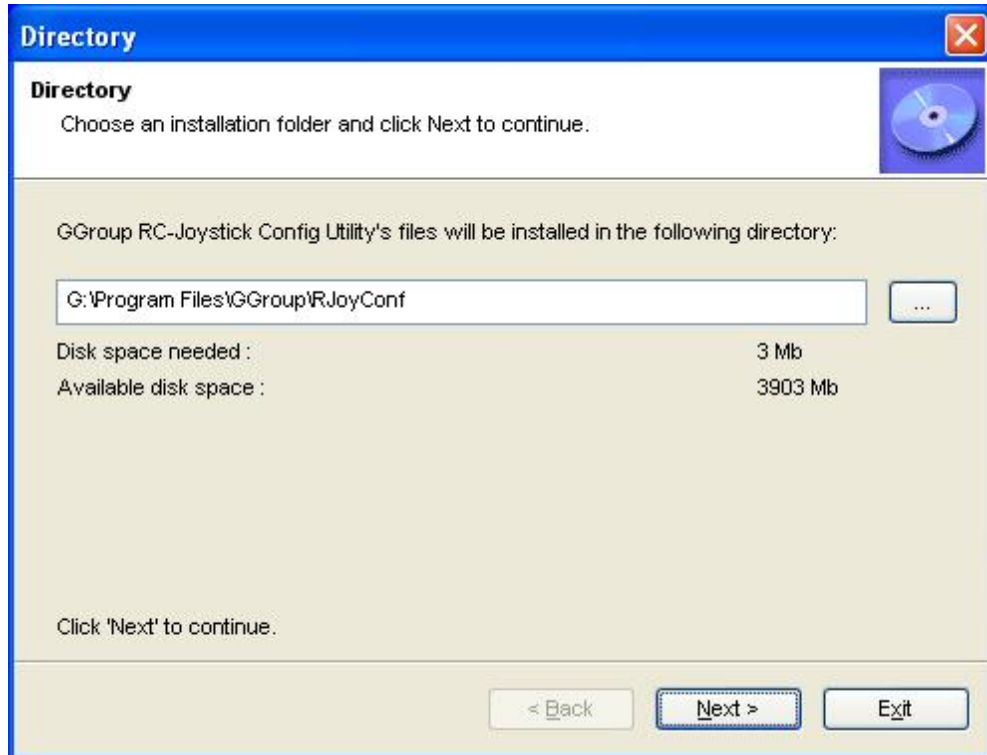 Directory
Directory
Choose an installation folder and click Next to continue.
GGroup RC-Joystick Config Utility's files will be installed in the following directory:
G:\Program Files\GGroup\RJoyConf
...
Disk space needed : 3 Mb
Available disk space : 3903 Mb
Click 'Next' to continue.
< Back Next > Exit